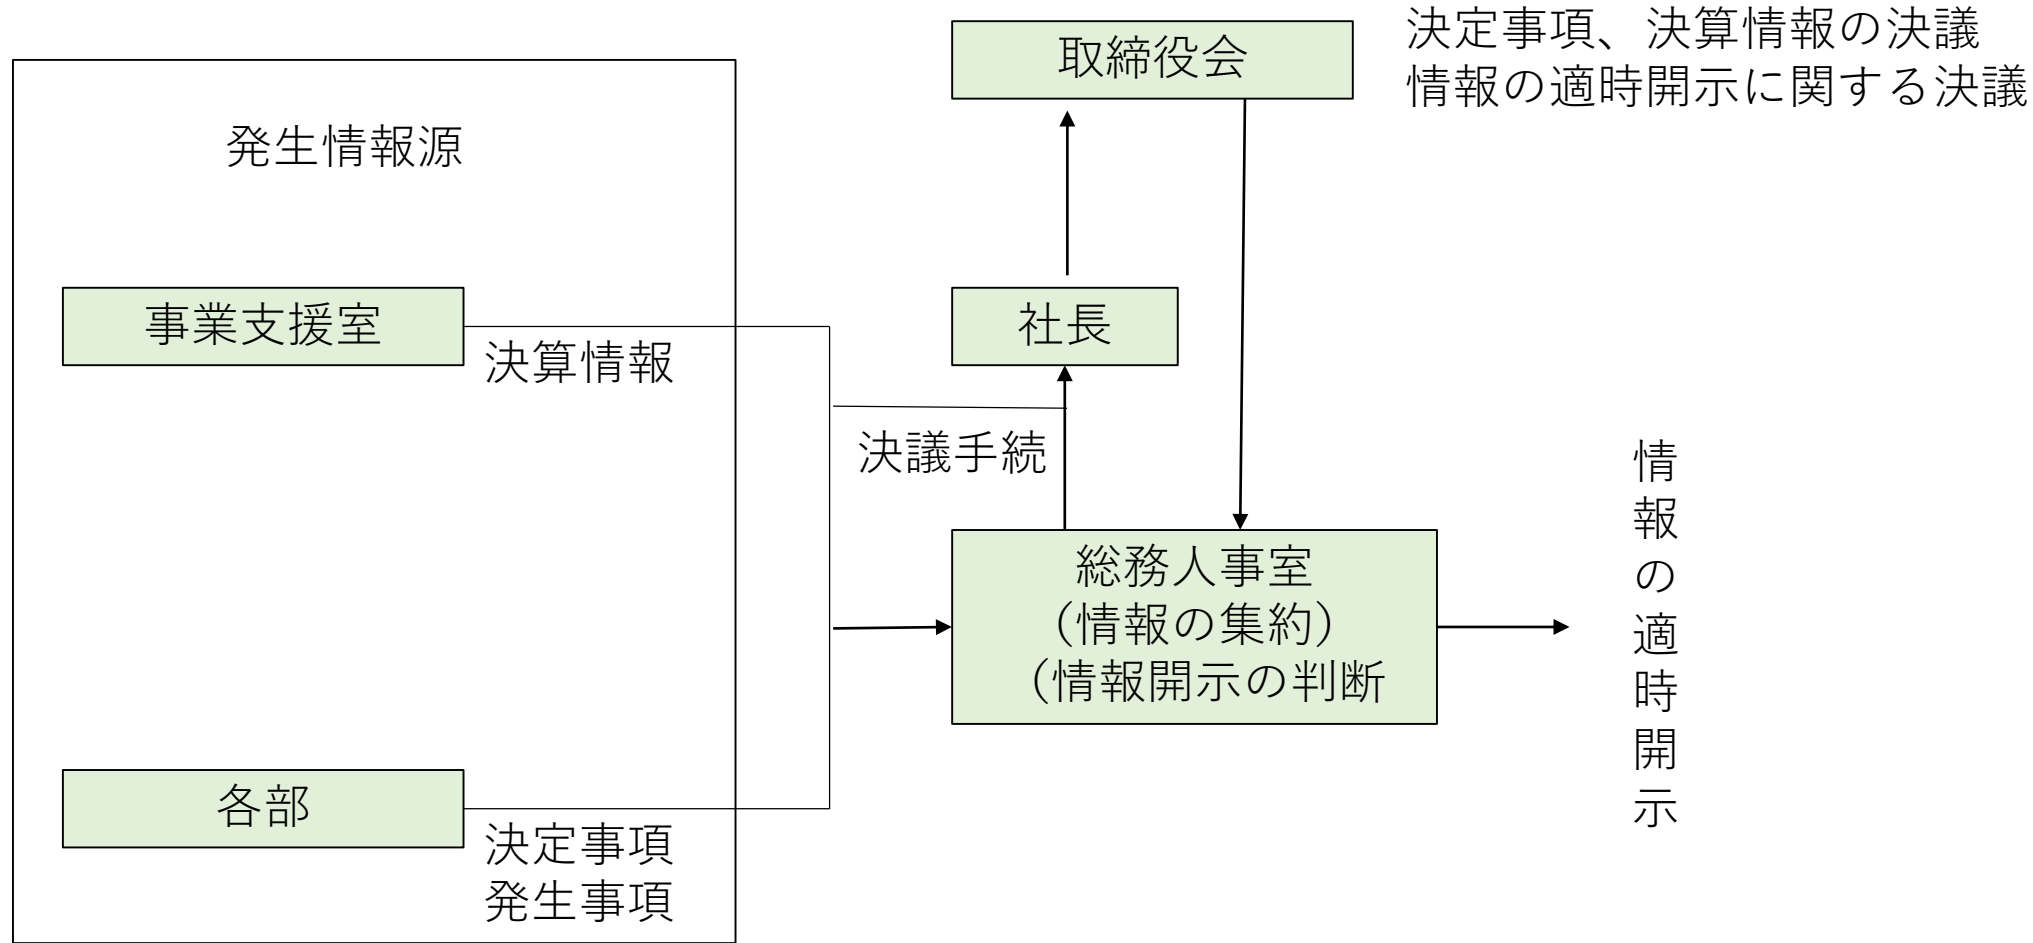 決定事項、決算情報の決議
情報の適時開示に関する決議
取締役会
発生情報源
事業支援室
決算情報
社長
決議手続
総務人事室
（情報の集約）
（情報開示の判断
情報の適時開示
各部
決定事項
発生事項